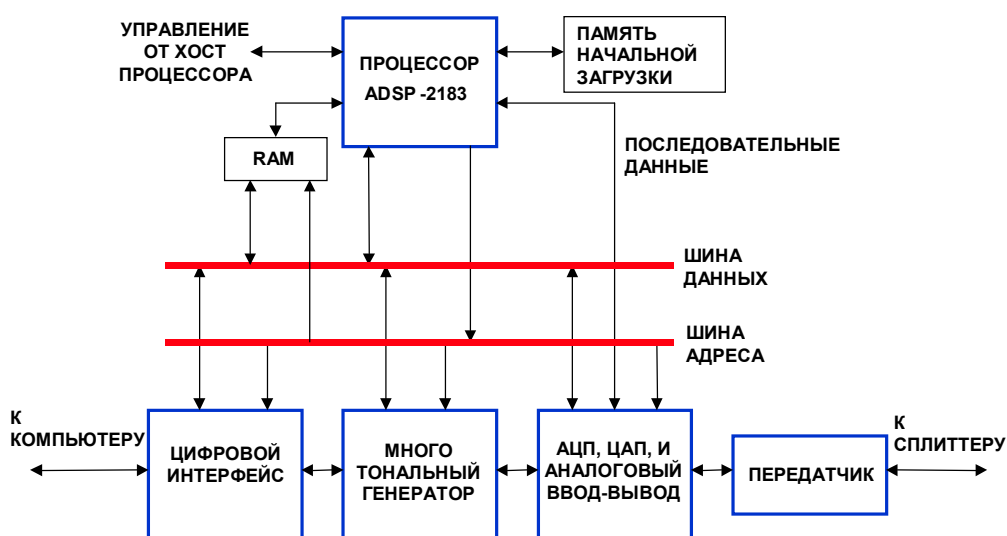 УПРАВЛЕНИЕ
ОТ ХОСТ
ПРОЦЕССОРА
ПРОЦЕССОР
ADSP -2183
ПАМЯТЬ
НАЧАЛЬНОЙ
ЗАГРУЗКИ
RAM
ПОСЛЕДОВАТЕЛЬНЫЕ
ДАННЫЕ
ШИНА
ДАННЫХ
ШИНА
АДРЕСА
К
КОМПЬЮТЕРУ
ЦИФРОВОЙ
ИНТЕРФЕЙС
МНОГО
ТОНАЛЬНЫЙ
ГЕНЕРАТОР
АЦП, ЦАП, И
АНАЛОГОВЫЙ
ВВОД-ВЫВОД
ПЕРЕДАТЧИК
К
СПЛИТТЕРУ